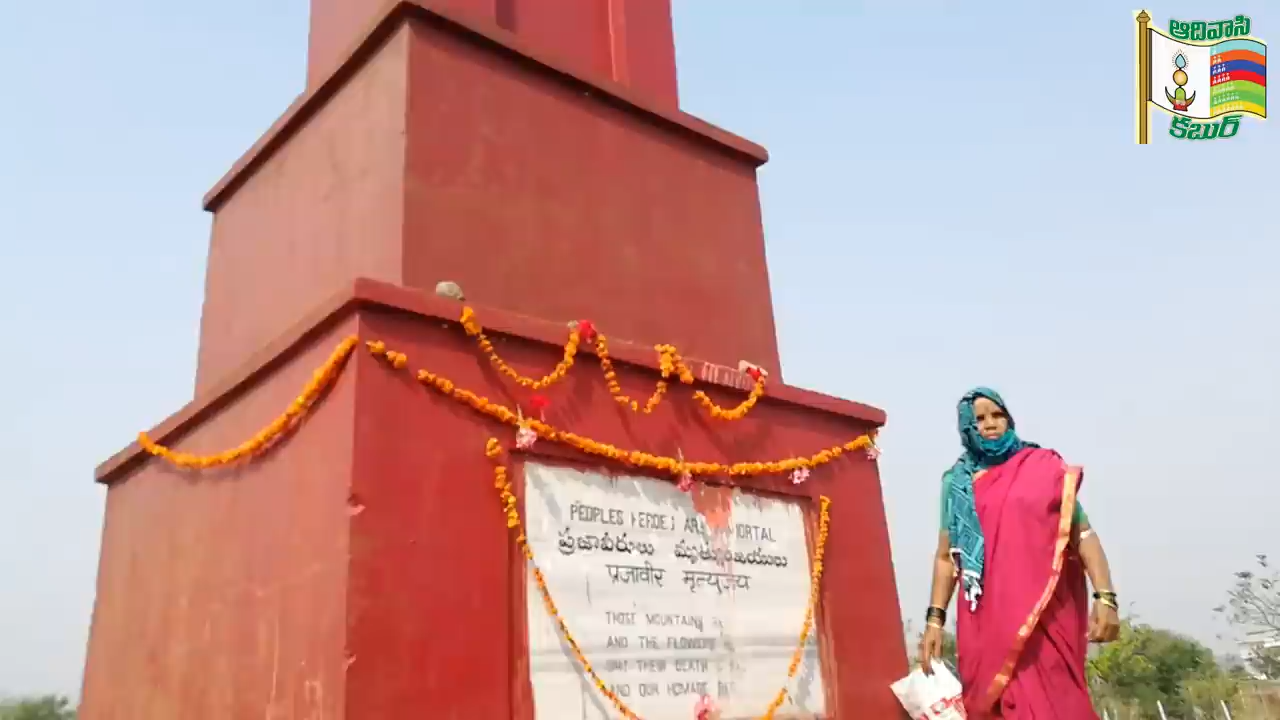 ఆదివాసి
కబుర్
PEOPLES HEROES ARE IMMORTAL
ప్రజావీరులు మృత్యుంజయులు
प्रजावीर मृत्युंजय
THOSE MOUNTAINS
AND THE FLOWERS
THEIR DEATH
AND OUR HOMAGE